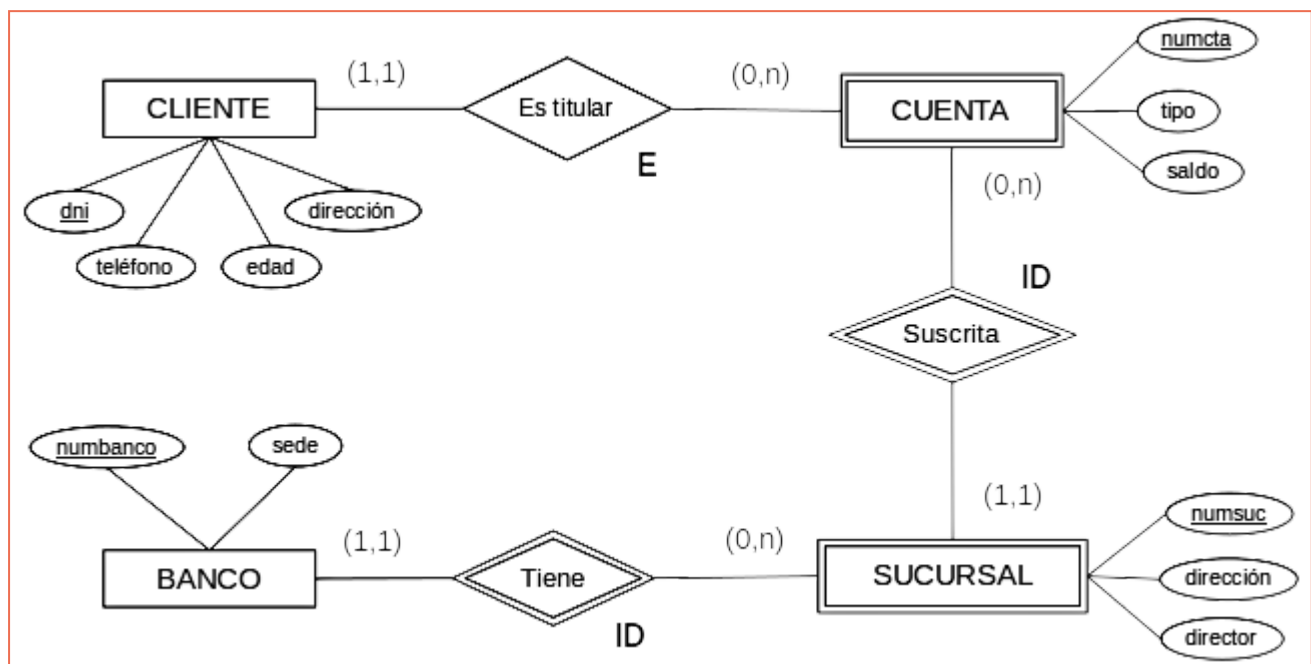 numcta
(1,1)
(0,n)
CLIENTE
Es titular
CUENTA
tipo
E
saldo
(0,n)
dni
dirección
teléfono
edad
ID
Suscrita
numbanco
sede
(1,1)
numsuc
(1,1)
(0,n)
BANCO
Tiene
SUCURSAL
dirección
ID
director